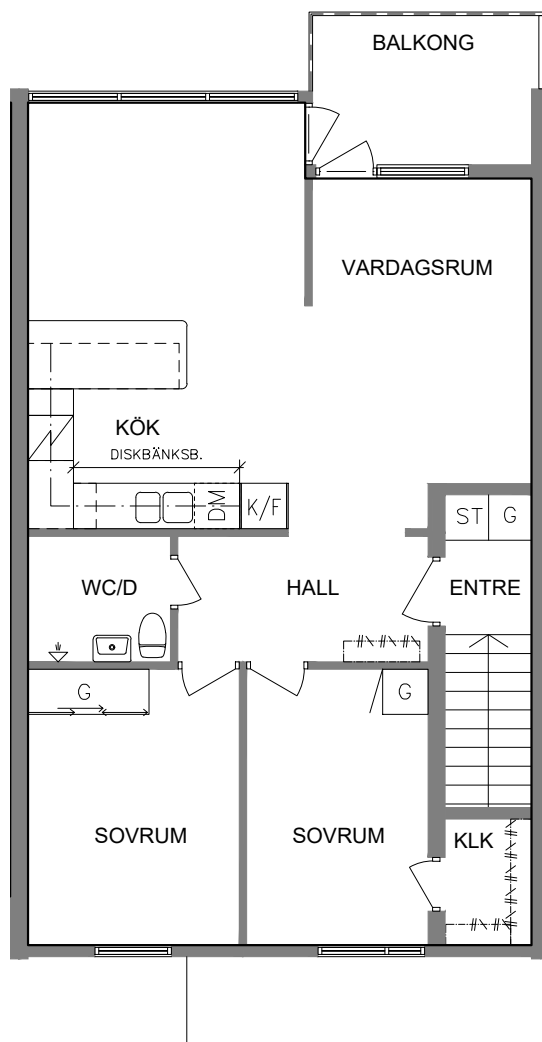 BALKONG
VARDAGSRUM
KÖK
DISKBÄNKSB.
DM
K/F
ST
G
WC/D
HALL
ENTRE
G
G
SOVRUM
SOVRUM
KLK